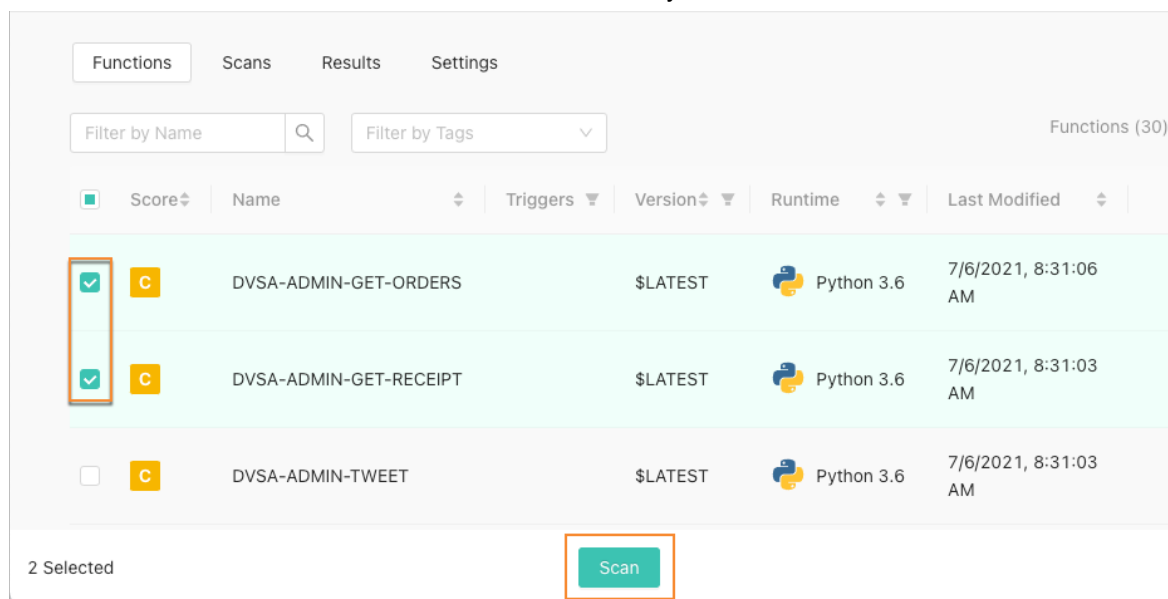 Functions Scans Results Settings
Filter by Name Filter by Tags Functions (30)
Score Name Triggers Version Runtime Last Modified
C DVSA-ADMIN-GET-ORDERS $LATEST Python 3.6 7/6/2021, 8:31:06
AM
C DVSA-ADMIN-GET-RECEIPT $LATEST Python 3.6 7/6/2021, 8:31:03
AM
C DVSA-ADMIN-TWEET $LATEST Python 3.6 7/6/2021, 8:31:03
AM
2 Selected Scan